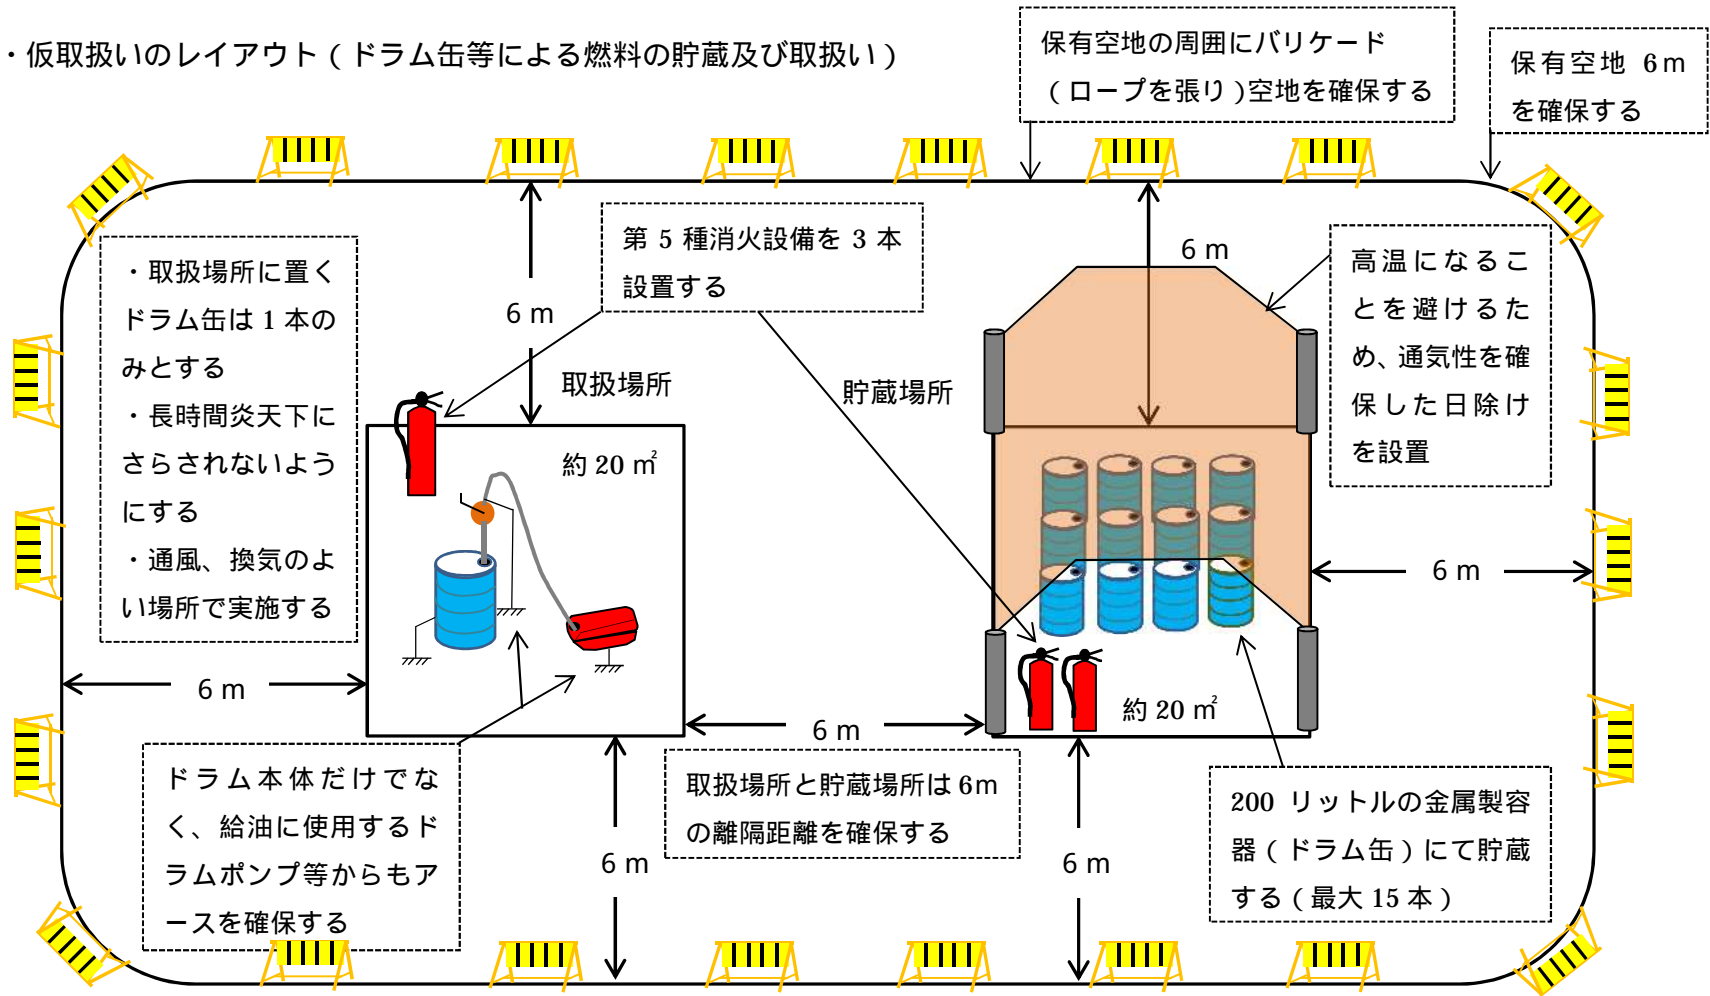 ・仮取扱いのレイアウト（ドラム缶等による燃料の貯蔵及び取扱い）
保有空地の周囲にバリケード
（ロープを張り）空地を確保する
保有空地 6m
を確保する
第 5 種消火設備を 3 本
設置する
6 m
高温になるこ
とを避けるた
め、通気性を確
保した日除け
を設置
・取扱場所に置く
ドラム缶は 1 本の
みとする
・長時間炎天下に
さらされないよう
にする
・通風、換気のよ
い場所で実施する
6 m
取扱場所
貯蔵場所
約 20 ㎡
6 m
6 m
6 m
約 20 ㎡
ドラム本体だけでな
く、給油に使用するド
ラムポンプ等からもア
ースを確保する
取扱場所と貯蔵場所は 6m
の離隔距離を確保する
200 リットルの金属製容
器（ドラム缶）にて貯蔵
する（最大 15 本）
6 m
6 m